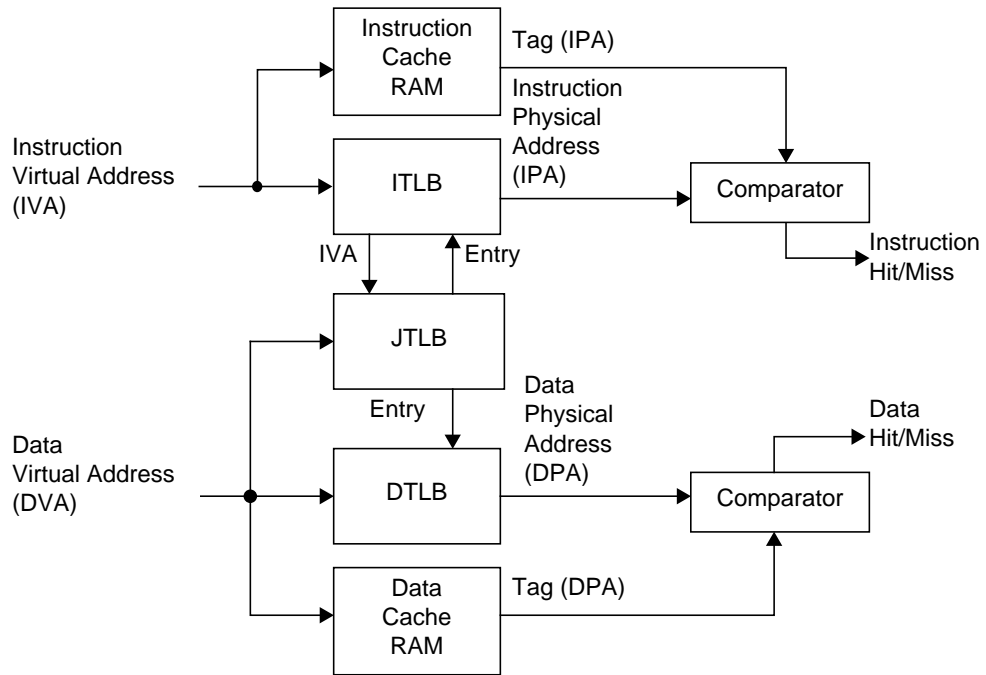 Instruction
Cache
RAM
Tag (IPA)
Instruction
Physical
Address
(IPA)
Instruction
Virtual Address
(IVA)
ITLB
Comparator
IVA
Entry
Instruction
Hit/Miss
JTLB
Entry
Data
Physical
Address
(DPA)
Data
Hit/Miss
Data
Virtual Address
(DVA)
DTLB
Comparator
Data
Cache
RAM
Tag (DPA)